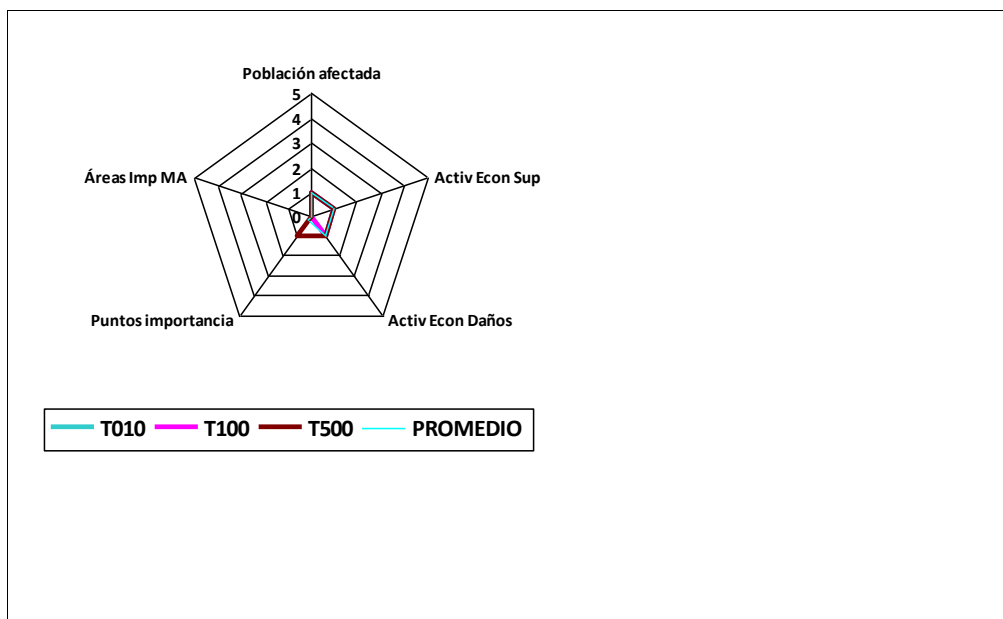 Población afectada
5
4
3
2
1
0
Áreas Imp MA
Activ Econ Sup
Puntos importancia
Activ Econ Daños
T010 T100 T500 PROMEDIO